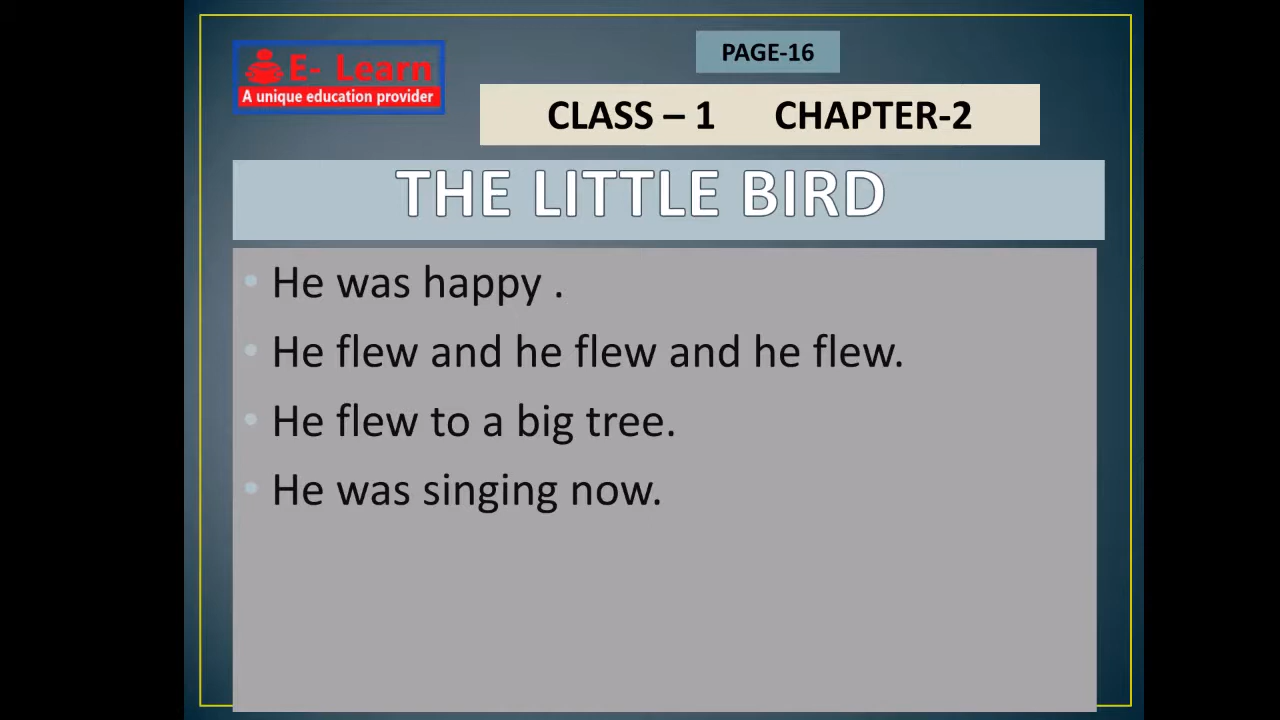 PAGE-16
E- Learn
A unique education provider
CLASS – 1 CHAPTER-2
THE LITTLE BIRD
• He was happy .
• He flew and he flew and he flew.
• He flew to a big tree.
• He was singing now.